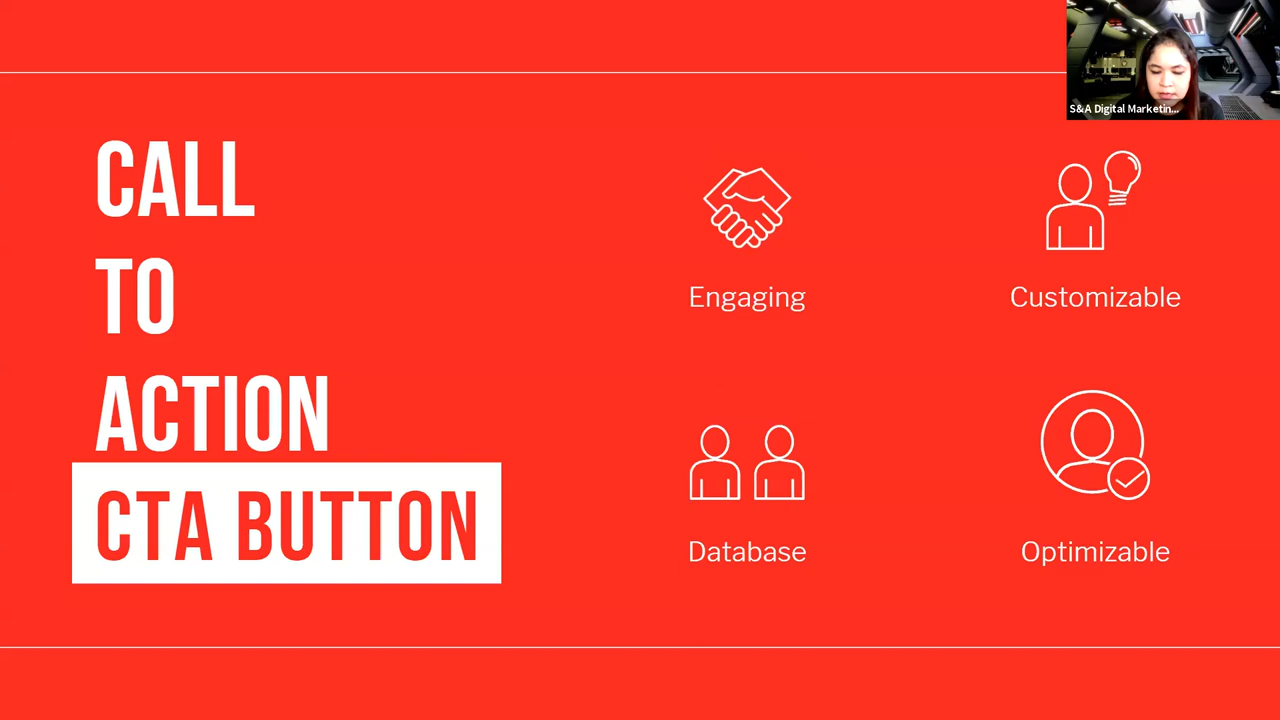 S&A Digital Marketin...
CALL
TO
ACTION
CTA BUTTON
Engaging
Customizable
Database
Optimizable